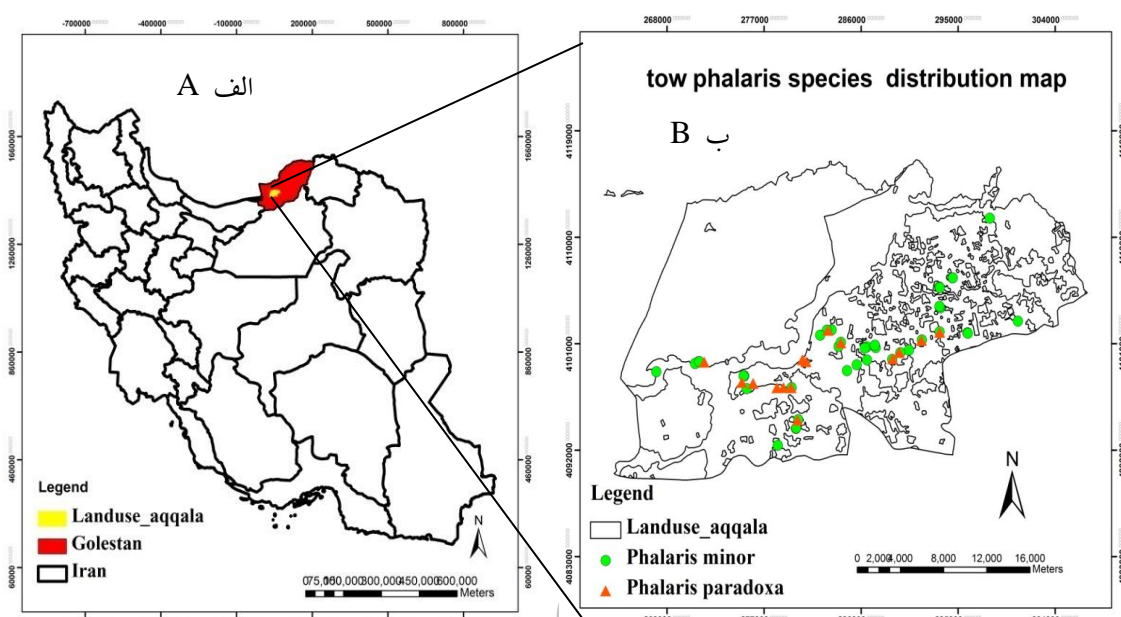 -700000 -400000 -100000 200000 500000 800000
الف A
1660000
1260000
860000
460000
60000
Legend
Landuse_aqqala
Golestan
Iran
N
Meters
268000 277000 286000 295000 304000
tow phalaris species distribution map
ب B
4119000
4110000
4101000
4092000
4083000
N
Legend
Landuse_aqqala
Phalaris minor
Phalaris paradoxa
0 2,000 4,000 8,000 12,000 16,000
Meters